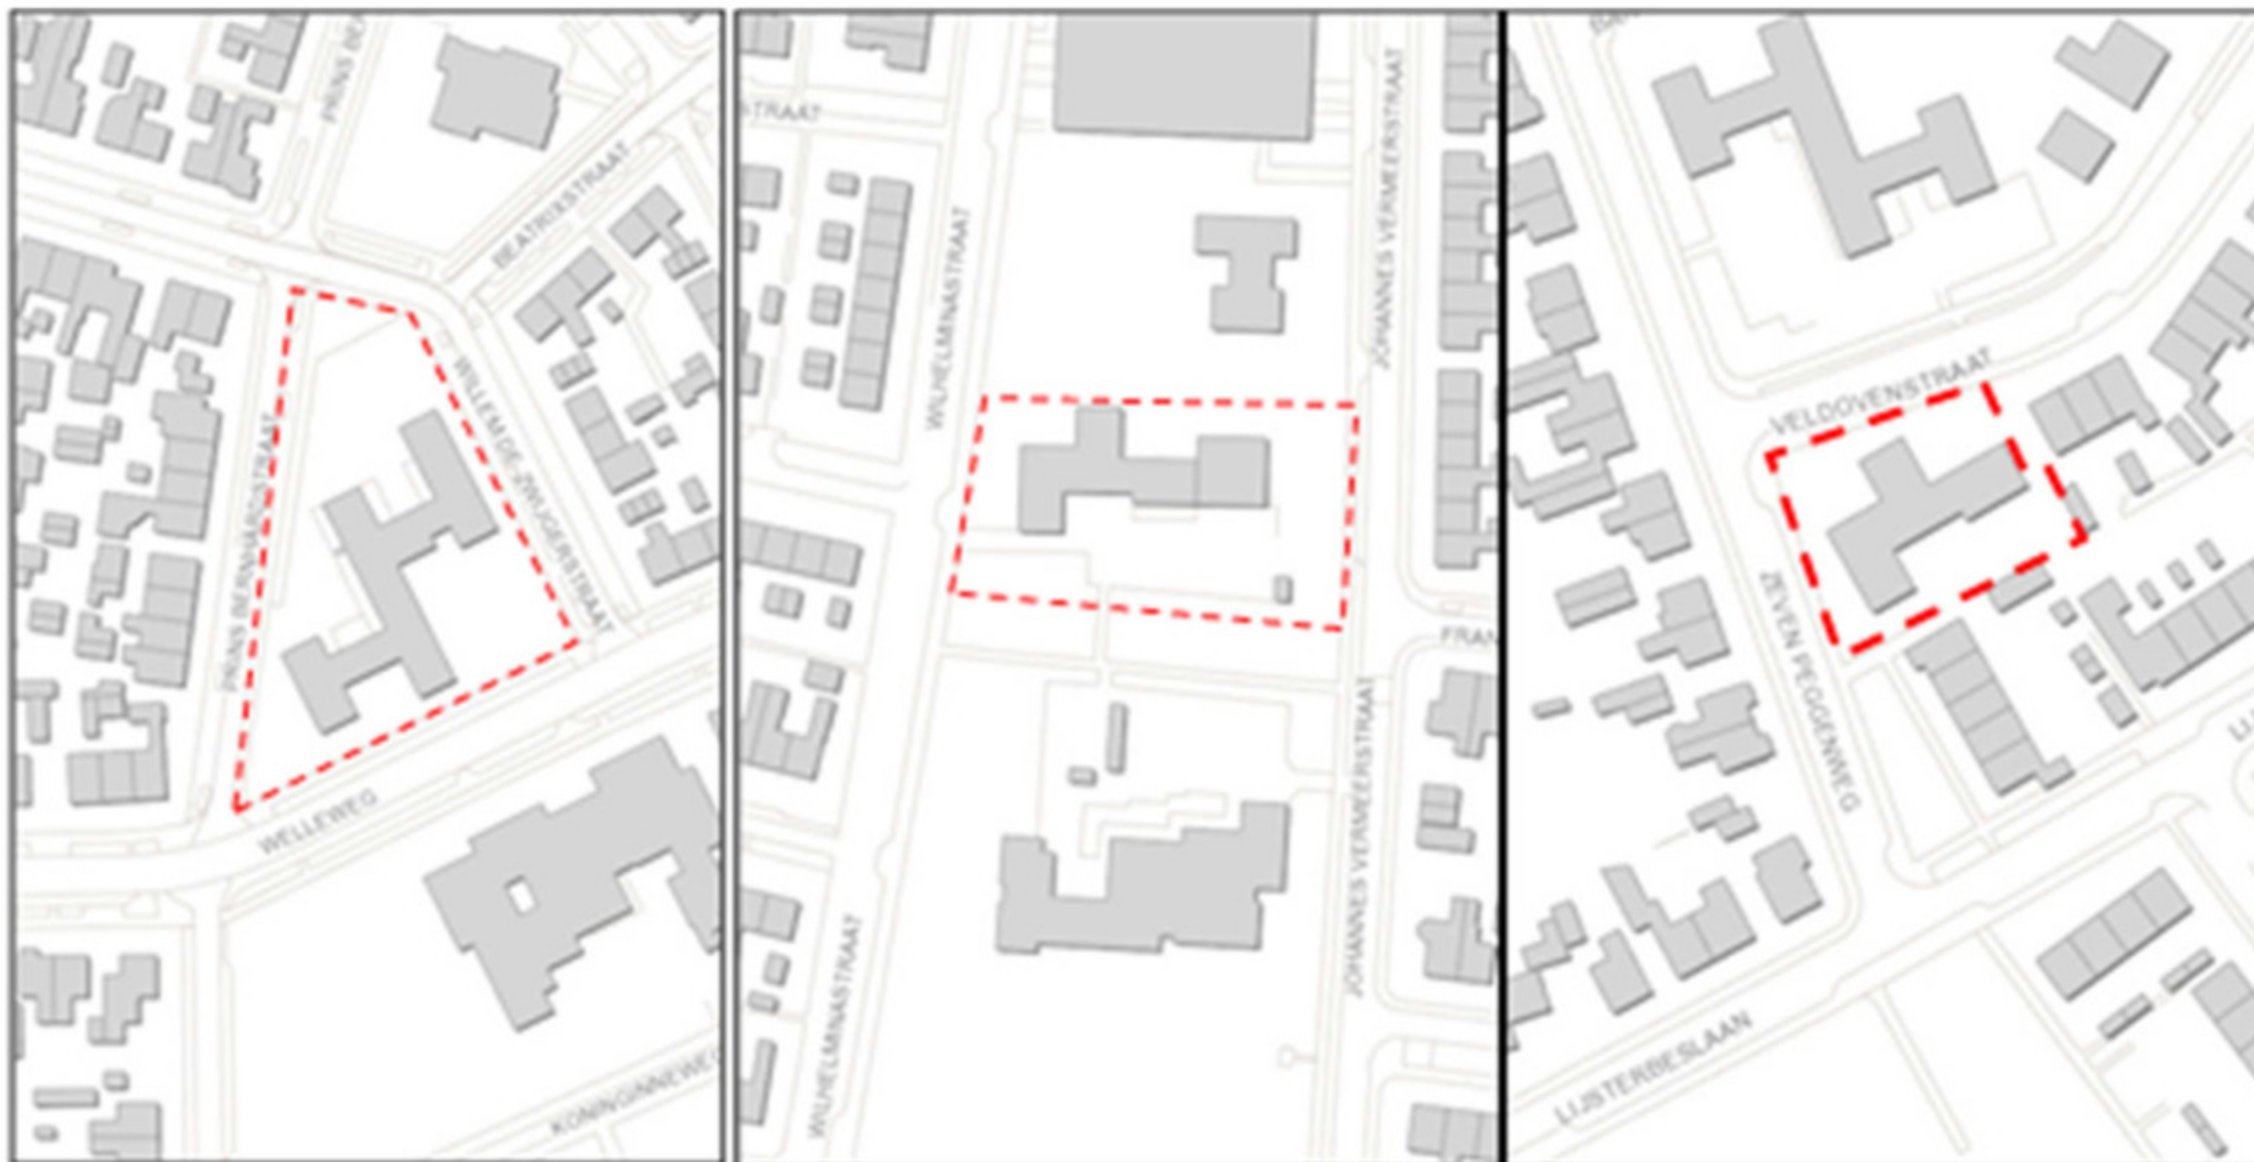 PRINS BEA
BEATRIXSTRAAT
WILLEM DE ZWIJGERSTRAAT
PRINS BERNHARDSTRAAT
WELLEWEG
KONINGINNEWEG
STRAAT
WILHELMINASTRAAT
JOHANNES VERMEERSTRAAT
FRAN
JOHANNES VERMEERSTRAAT
WILHELMINASTRAAT
VELDOVENSTRAAT
ZEVEN PEGGENWEG
LIJSTERBESLAAN